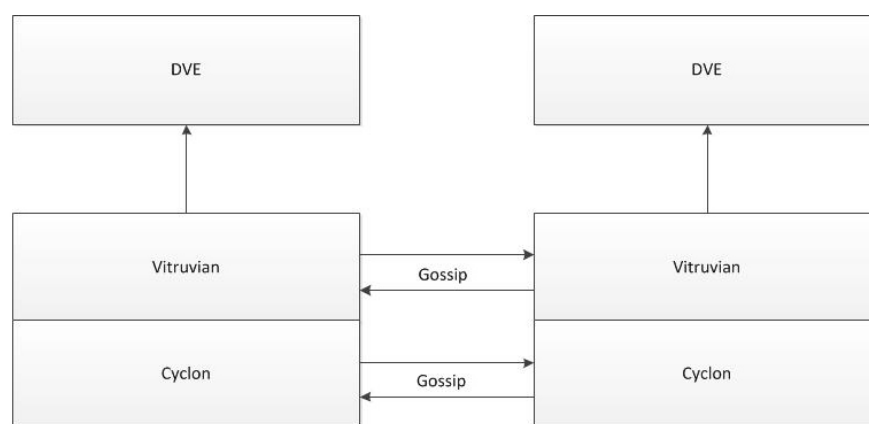 DVE
DVE
Vitruvian
Gossip
Vitruvian
Cyclon
Gossip
Cyclon